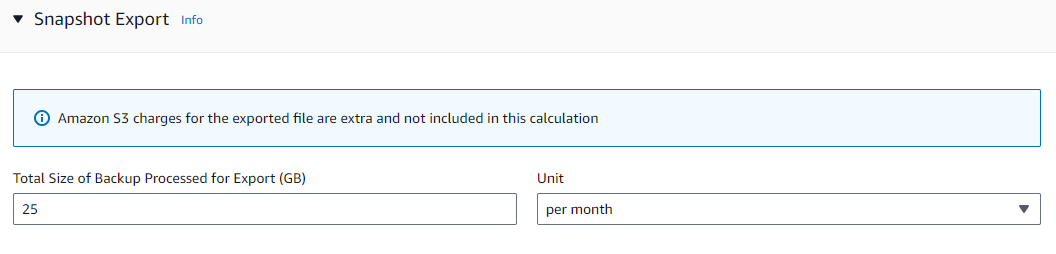 Snapshot Export Info
Amazon S3 charges for the exported file are extra and not included in this calculation
Total Size of Backup Processed for Export (GB)
Unit
25
per month